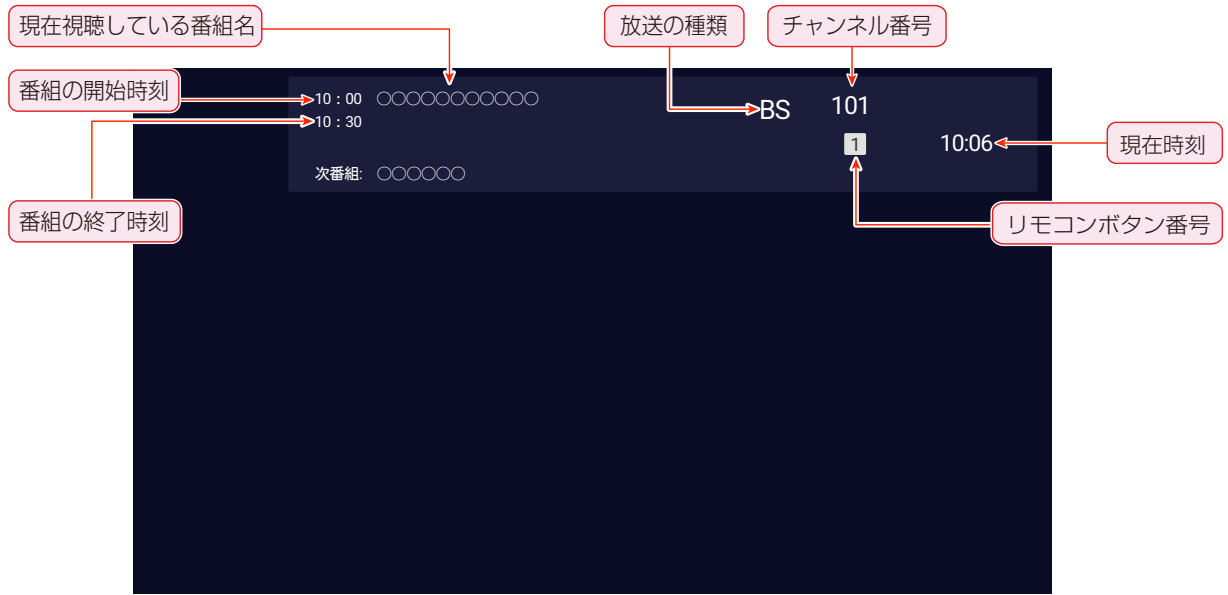 現在視聴している番組名
放送の種類
チャンネル番号
番組の開始時刻
10：00 ○○○○○○○○○○○
10：30
BS
101
1
10:06
現在時刻
次番組: ○○○○○○
番組の終了時刻
リモコンボタン番号